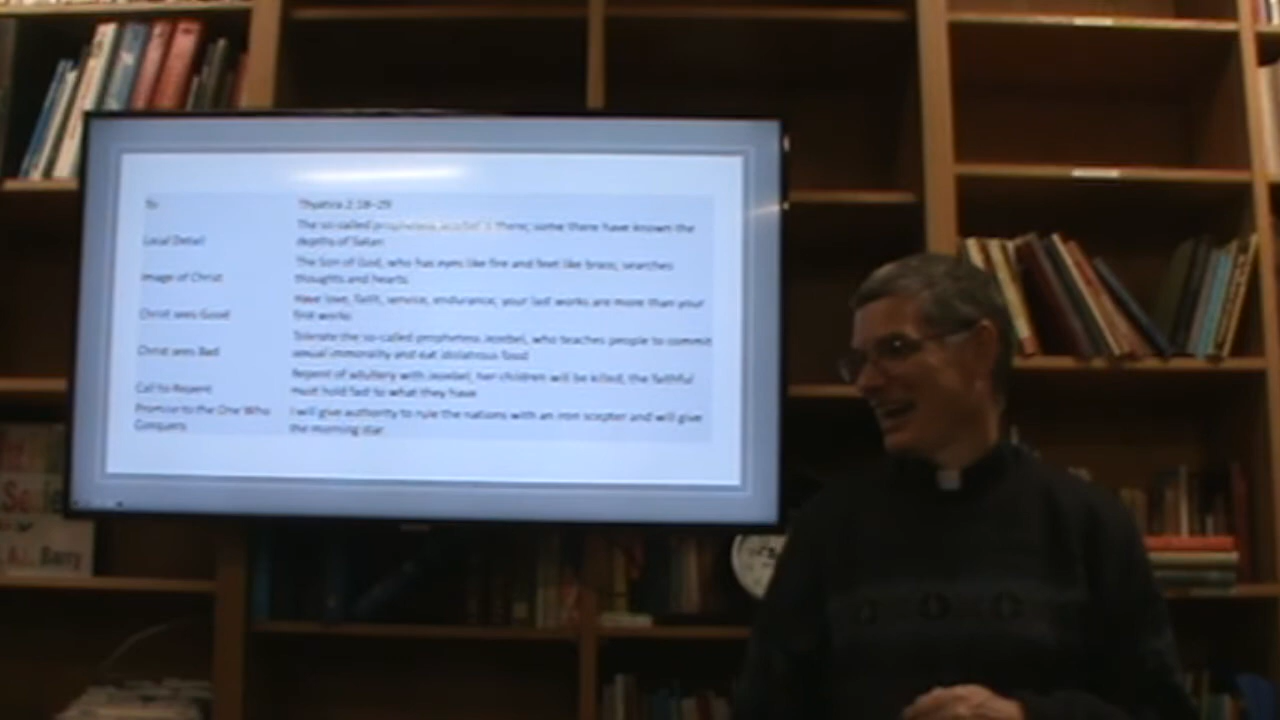 To Thyatira 2:18-29
The so-called prophetess Jezebel is there; some there have known the
Local Detail depths of Satan
The Son of God, who has eyes like fire and feet like brass; searches
Image of Christ thoughts and hearts
Have love, faith, service, endurance; your last works are more than your
Christ sees Good first works
Tolerate the so-called prophetess Jezebel, who teaches people to commit
Christ sees Bad sexual immorality and eat idolatrous food
Repent of adultery with Jezebel; her children will be killed; the faithful
Call to Repent must hold fast to what they have
Promise to the One Who I will give authority to rule the nations with an iron scepter and will give
Conquers the morning star
A.L. Barry